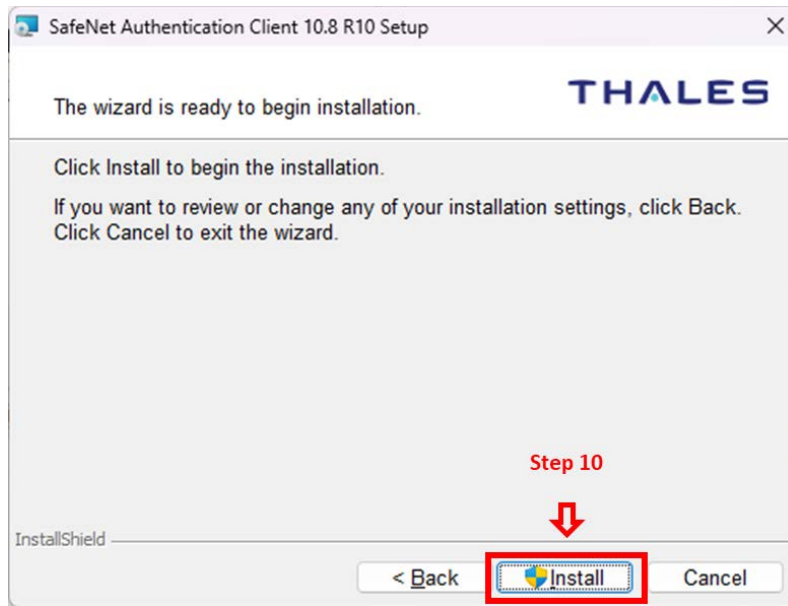 SafeNet Authentication Client 10.8 R10 Setup
THALES
The wizard is ready to begin installation.
Click Install to begin the installation.
If you want to review or change any of your installation settings, click Back.
Click Cancel to exit the wizard.
Step 10
InstallShield
< Back Install Cancel